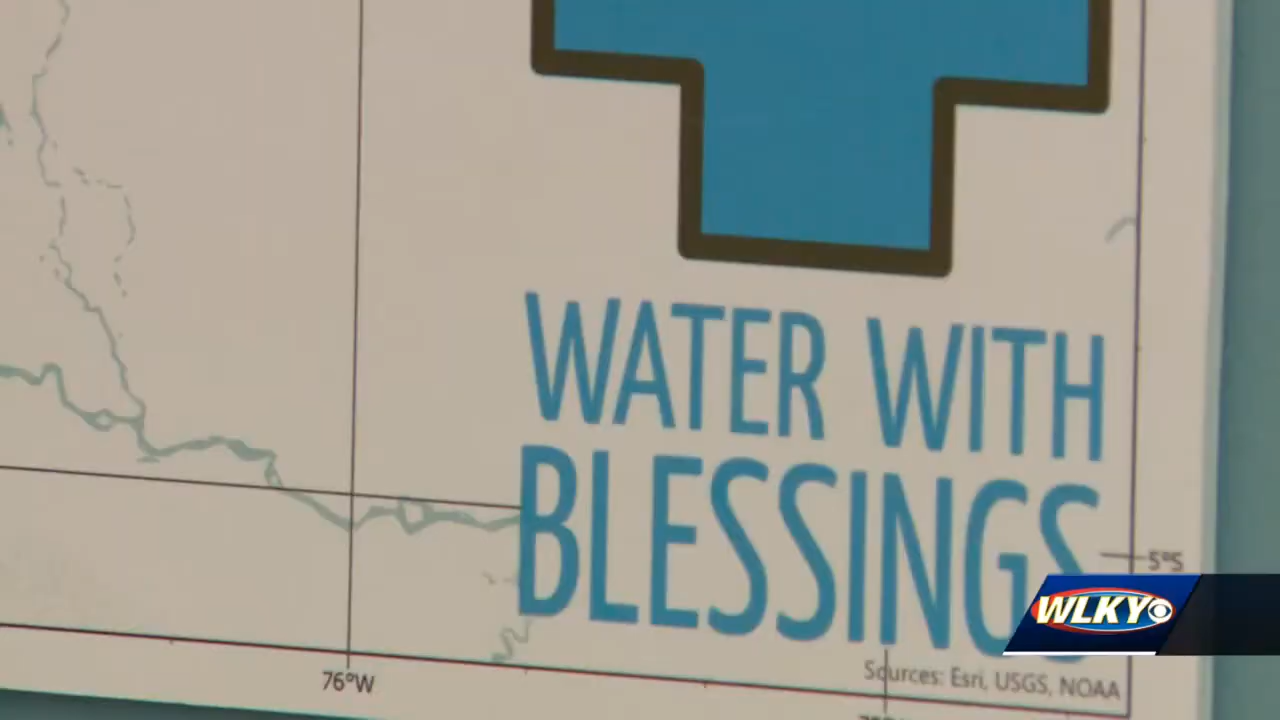 WATER WITH
BLESSINGS
5°S
WLKY
Sources: Esri, USGS, NOAA
76°W